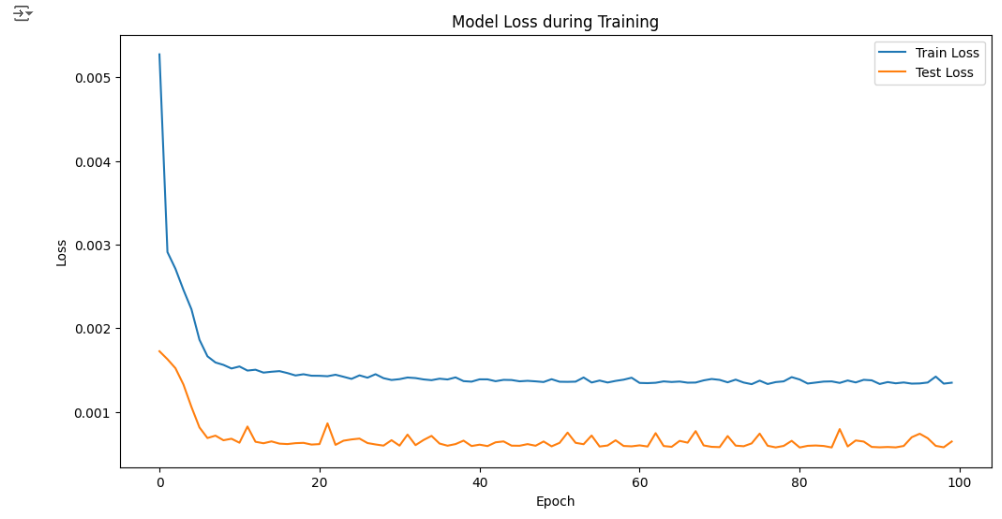 Model Loss during Training
Train Loss
Test Loss
0.005
0.004
0.003
0.002
0.001
Loss
0 20 40 60 80 100
Epoch